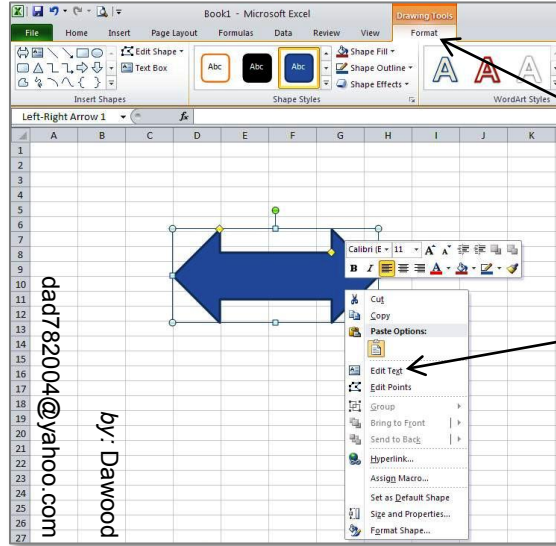 Book1 - Microsoft Excel
Drawing Tools
File Home Insert Page Layout Formulas Data Review View Format
Edit Shape
Text Box
Insert Shapes
Abc Abc Abc
Shape Fill
Shape Outline
Shape Effects
Shape Styles
A A A
WordArt Styles
Left-Right Arrow 1 fx
A B C D E F G H I J K
1
2
3
4
5
6
7
8
9
10
11
12
13
14
15
16
17
18
19
20
21
22
23
24
25
26
27
Calibri (E 11 A A
B I A
Cut
Copy
Paste Options:
Edit Text
Edit Points
Group
Bring to Front
Send to Back
Hyperlink...
Assign Macro...
Set as Default Shape
Size and Properties...
Format Shape...
by: Dawood
dad782004@yahoo.com